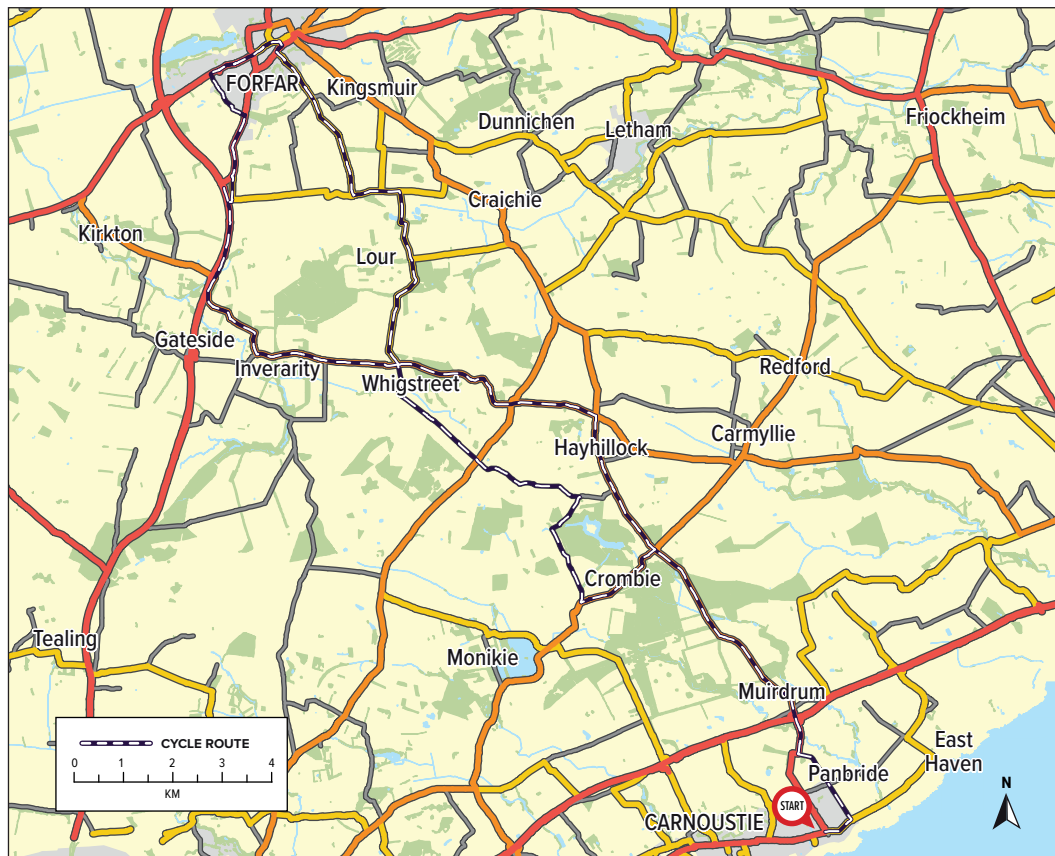 FORFAR
Kingsmuir
Dunnichen
Letham
Friockheim
Craichie
Kirkton
Lour
Gateside
Inverarity
Whigstreet
Redford
Carmyllie
Hayhillock
Crombie
Tealing
Monikie
Muirdrum
East
Haven
Panbride
START
CARNOUSTIE
N
CYCLE ROUTE
0 1 2 3 4
KM